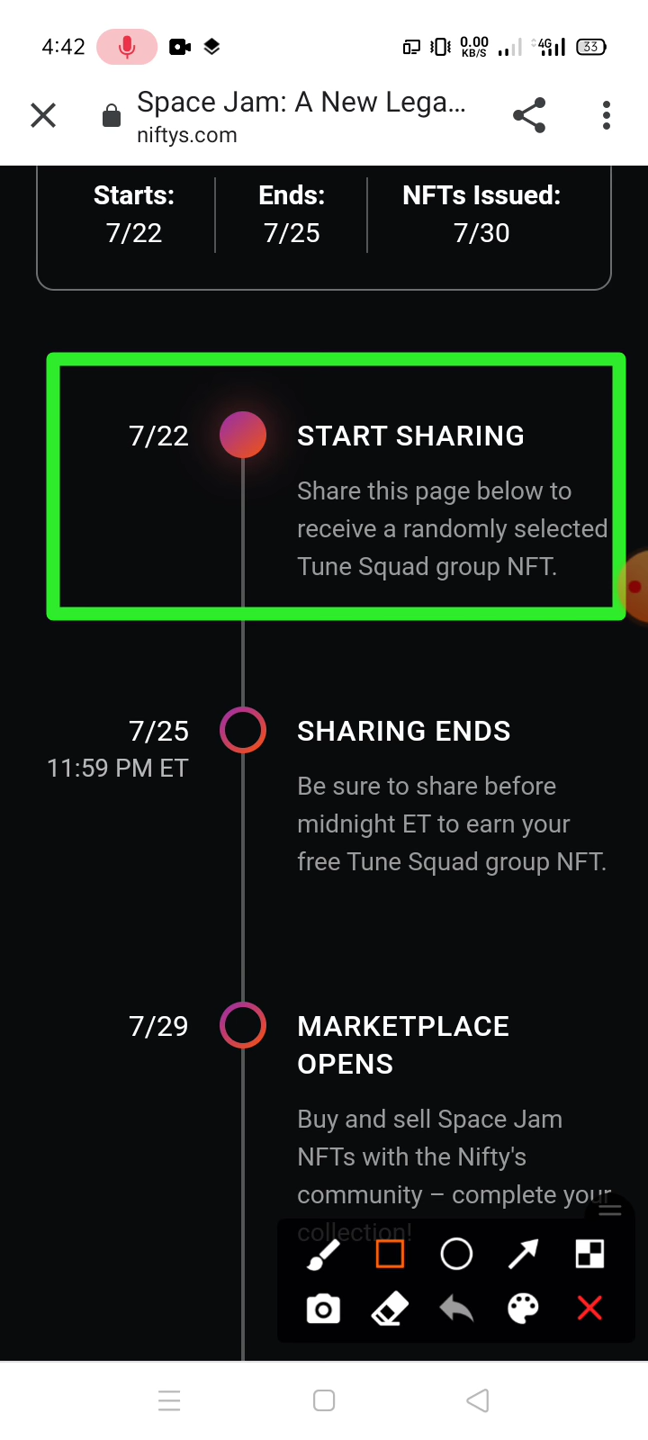 4:42
0.00
KB/S
4G
33
Space Jam: A New Lega...
niftys.com
Starts:
Ends:
NFTs Issued:
7/22
7/25
7/30
7/22
START SHARING
Share this page below to
receive a randomly selected
Tune Squad group NFT.
7/25
SHARING ENDS
11:59 PM ET
Be sure to share before
midnight ET to earn your
free Tune Squad group NFT.
7/29
MARKETPLACE
OPENS
Buy and sell Space Jam
NFTs with the Nifty's
community – complete your
collection!